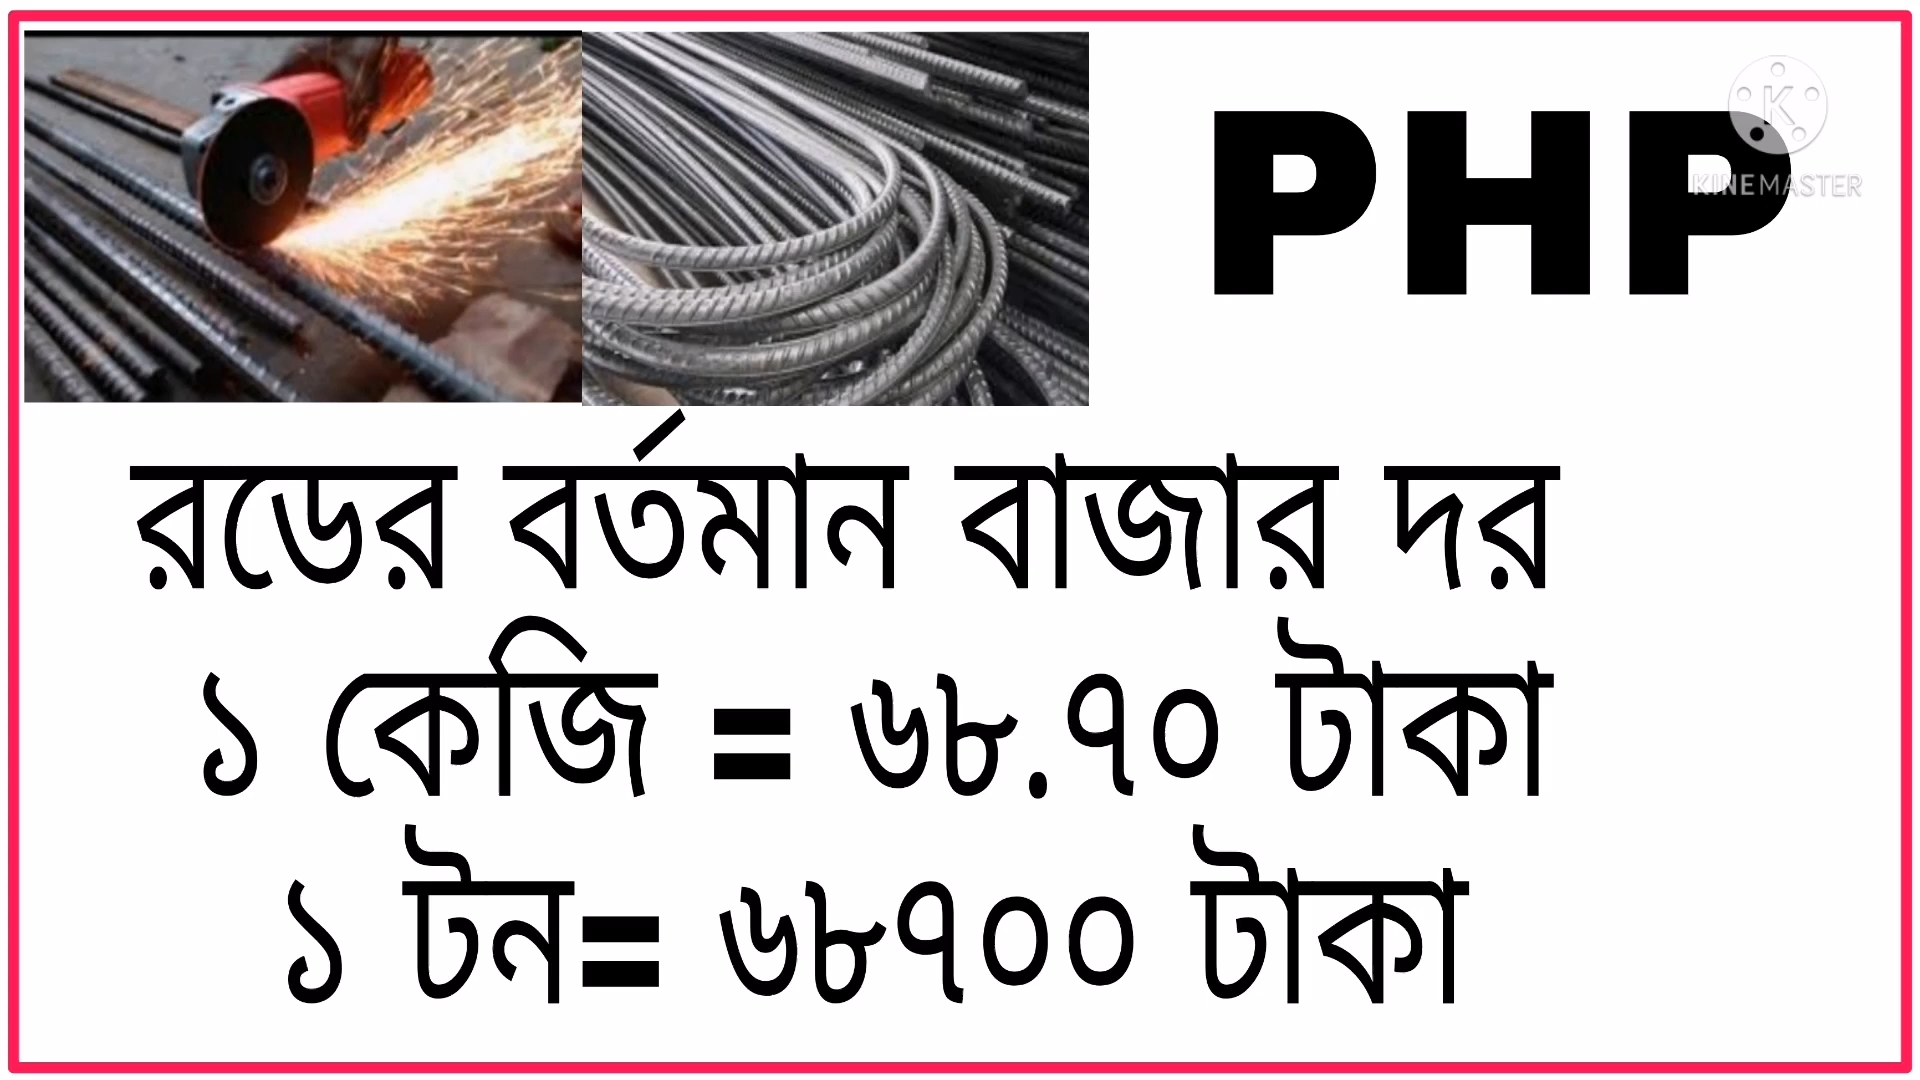 PHP
KINEMASTER
রডের বর্তমান বাজার দর
১ কেজি = ৬৮.৭০ টাকা
১ টন= ৬৮৭০০ টাকা